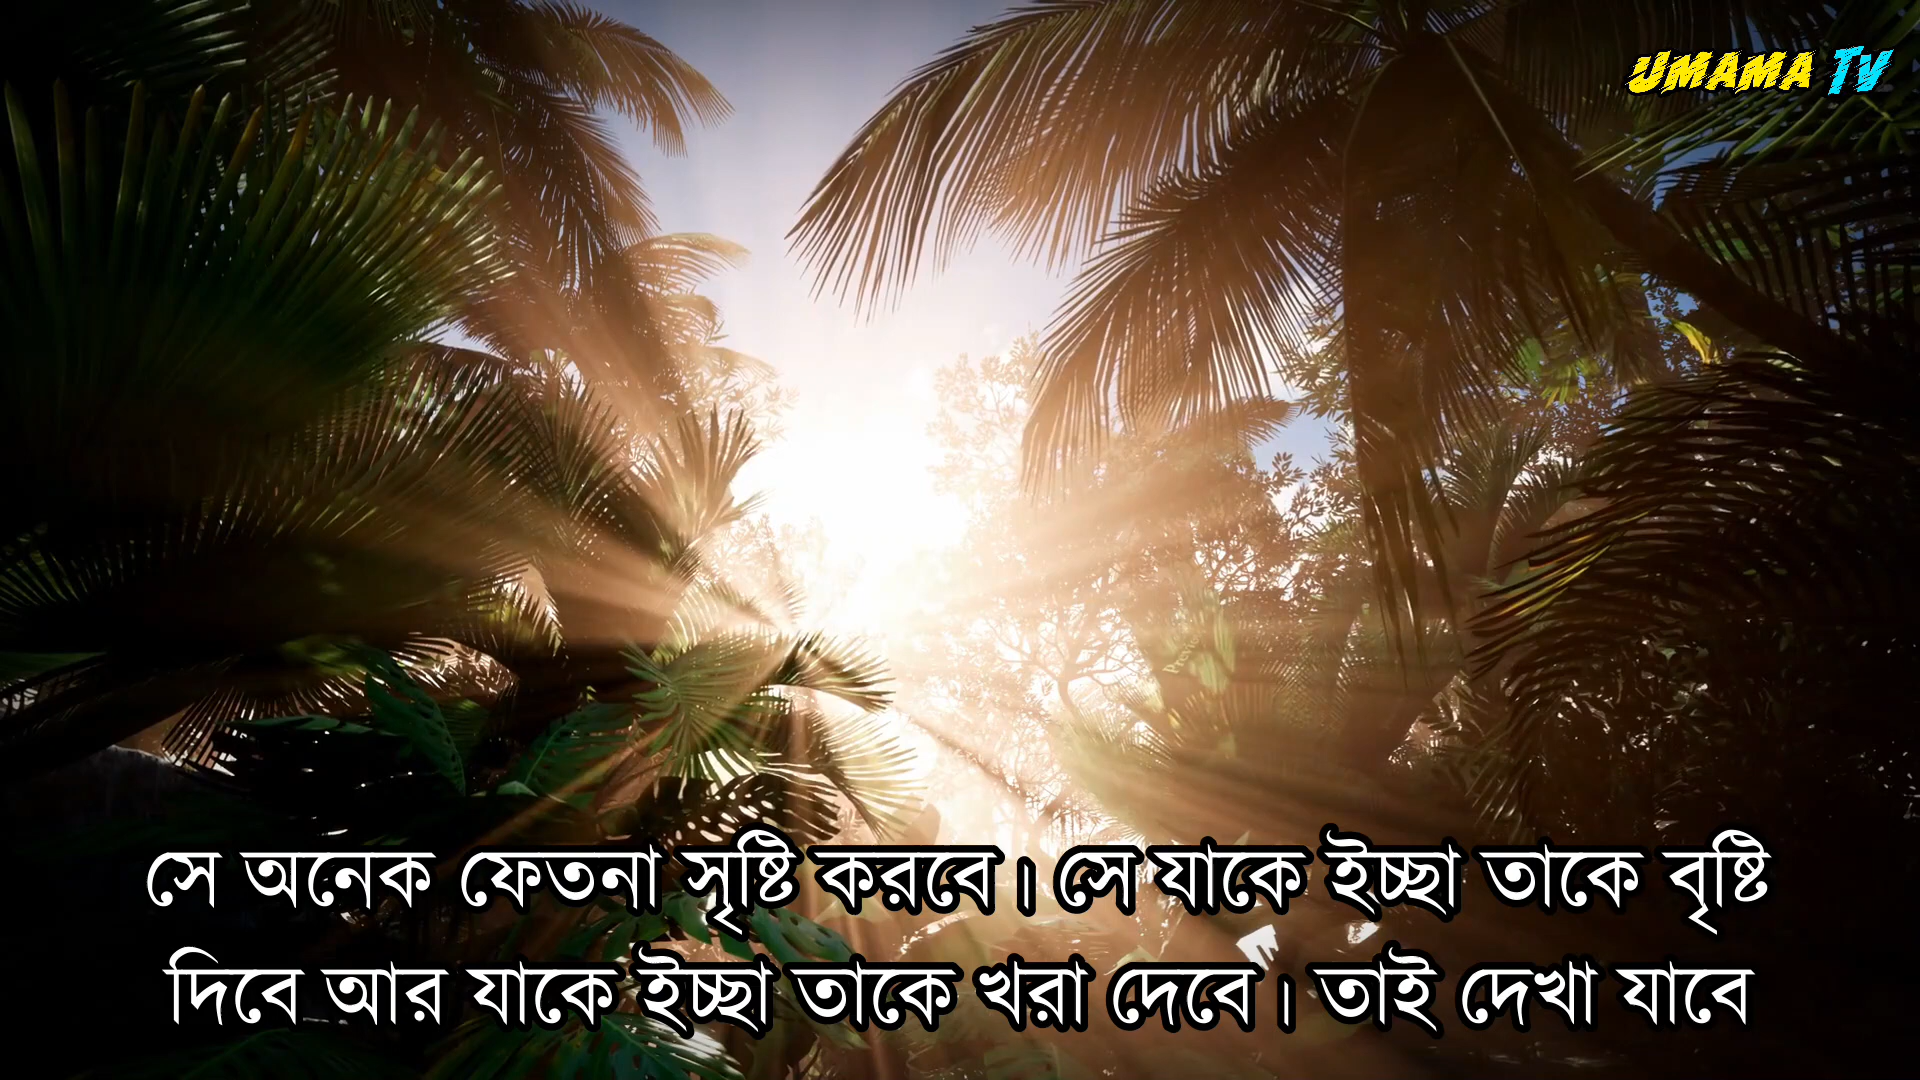 UMAMA TV
সে অনেক ফেতনা সৃষ্টি করবে। সে যাকে ইচ্ছা তাকে বৃষ্টি
দিবে আর যাকে ইচ্ছা তাকে খরা দেবে। তাই দেখা যাবে